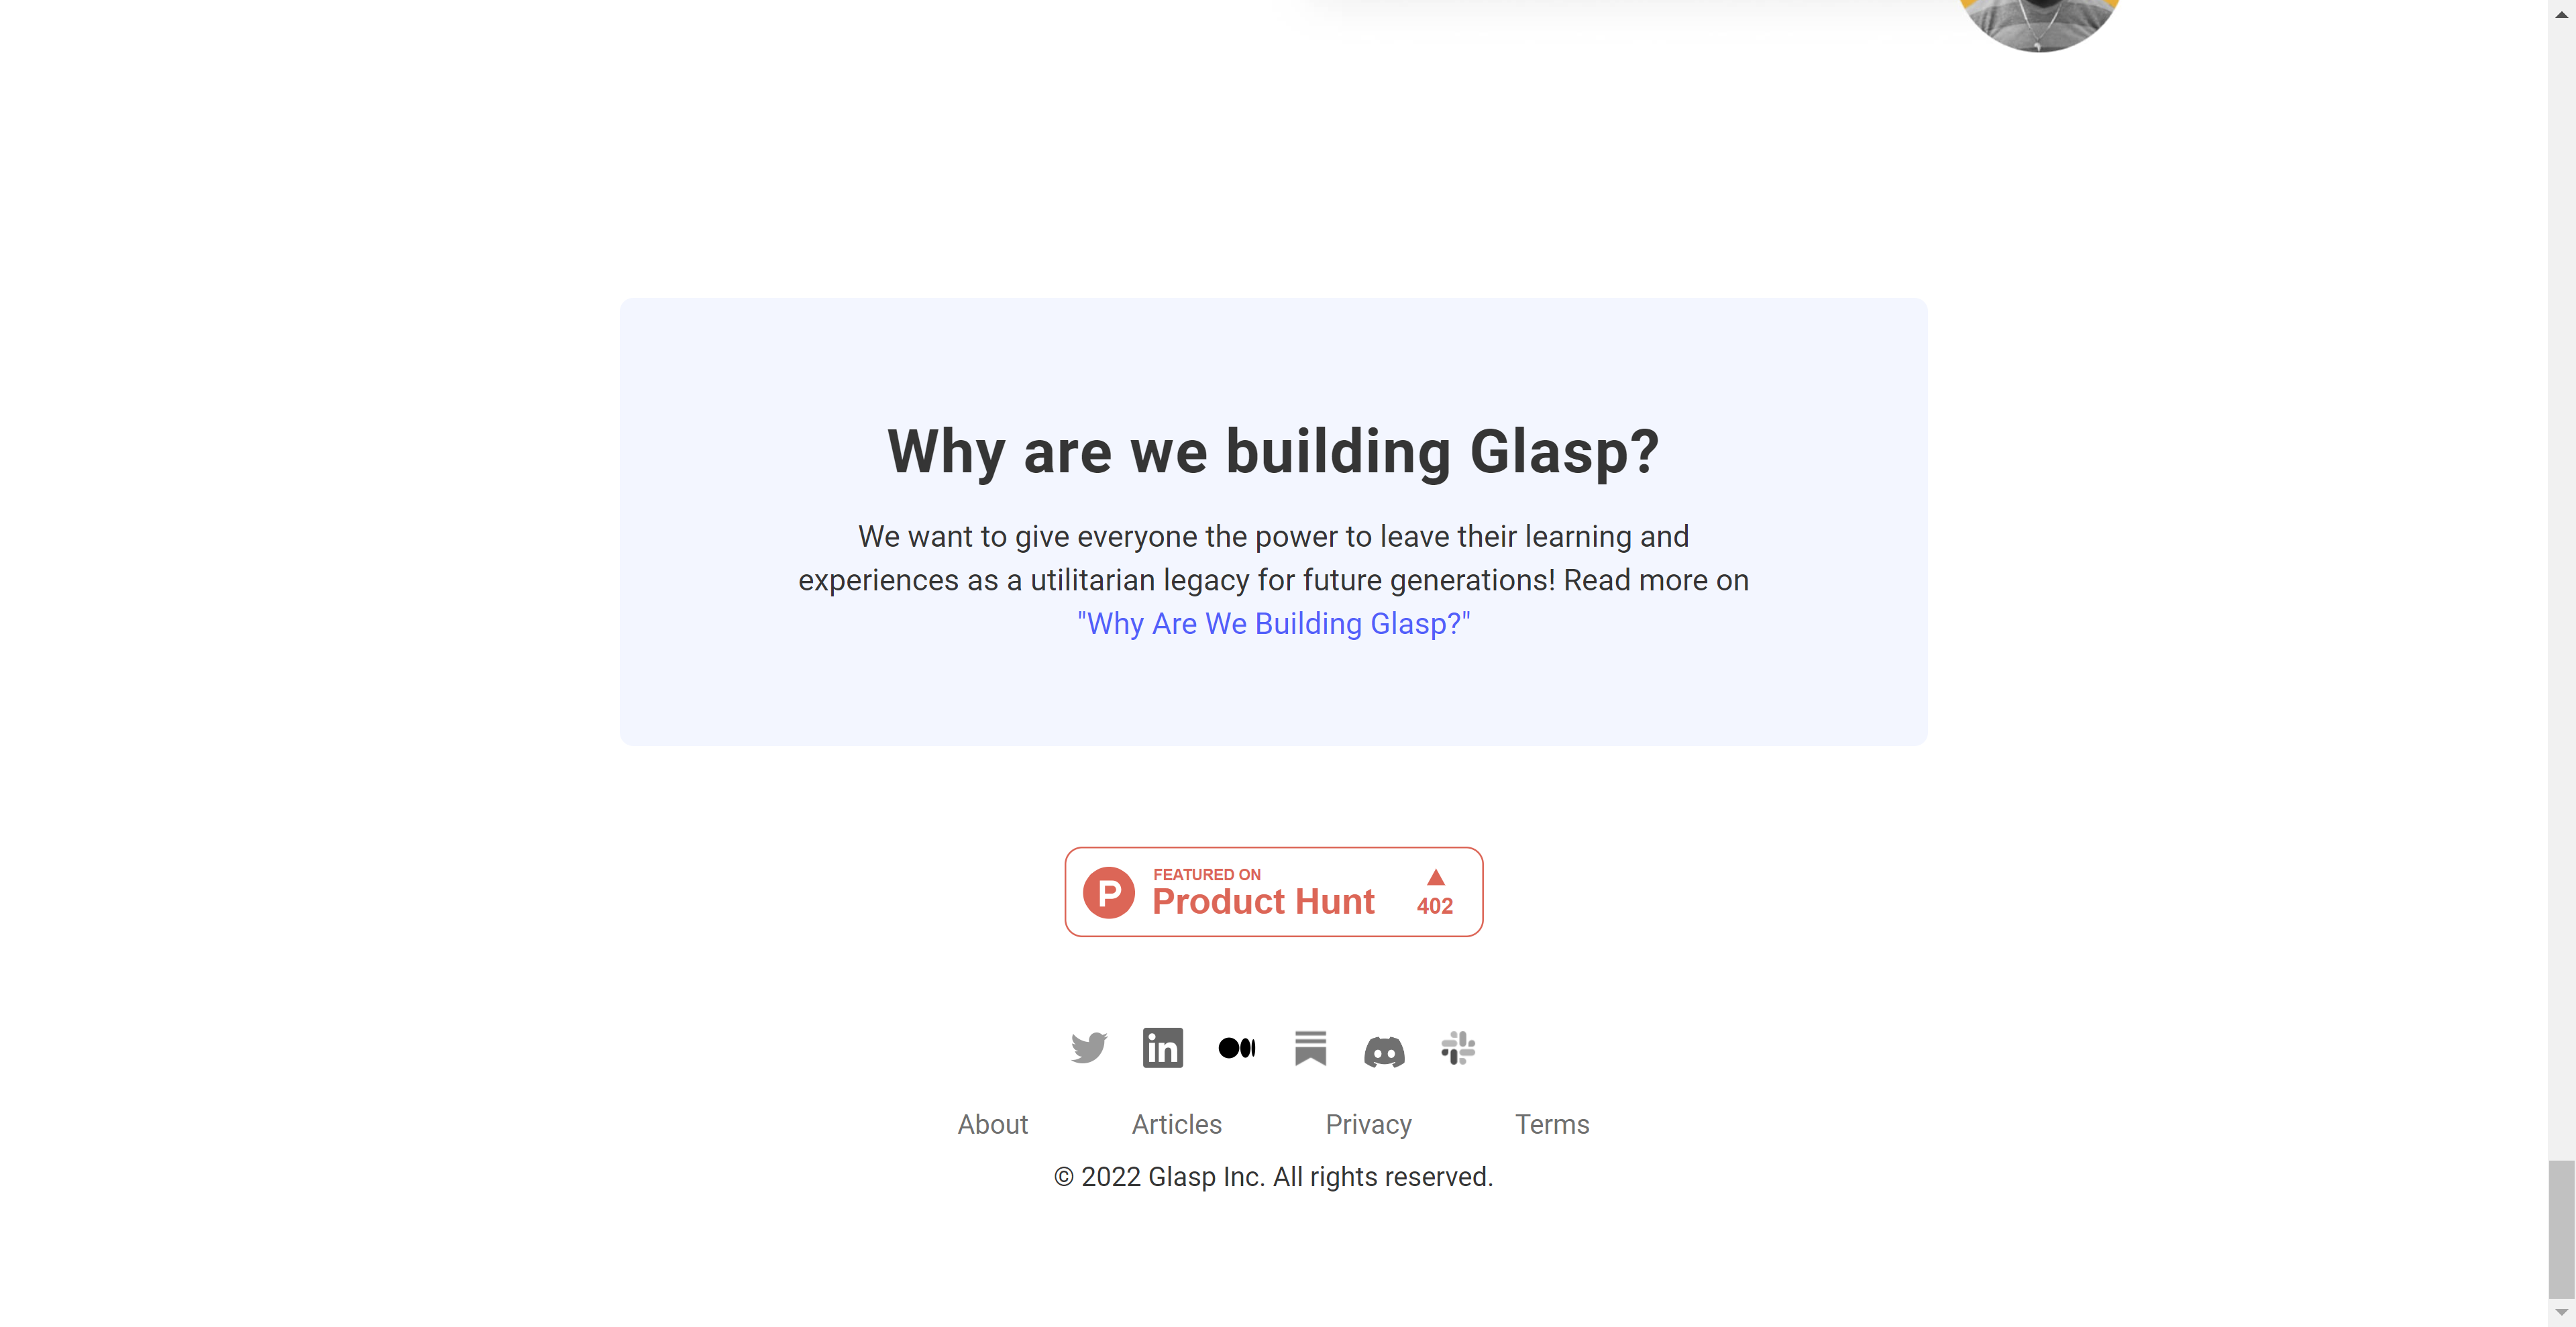 Why are we building Glasp?
We want to give everyone the power to leave their learning and
experiences as a utilitarian legacy for future generations! Read more on
"Why Are We Building Glasp?"
FEATURED ON
Product Hunt
402
About Articles Privacy Terms
© 2022 Glasp Inc. All rights reserved.